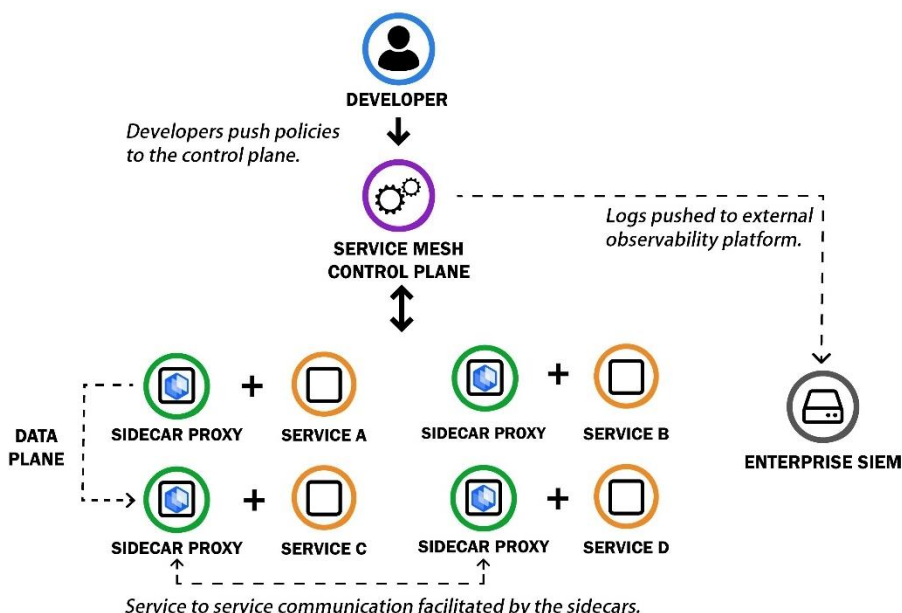 DEVELOPER
Developers push policies
to the control plane.
Logs pushed to external
observability platform.
SERVICE MESH
CONTROL PLANE
SIDECAR PROXY
+
SERVICE A
SIDECAR PROXY
+
SERVICE B
DATA
PLANE
ENTERPRISE SIEM
SIDECAR PROXY
+
SERVICE C
SIDECAR PROXY
+
SERVICE D
Service to service communication facilitated by the sidecars.